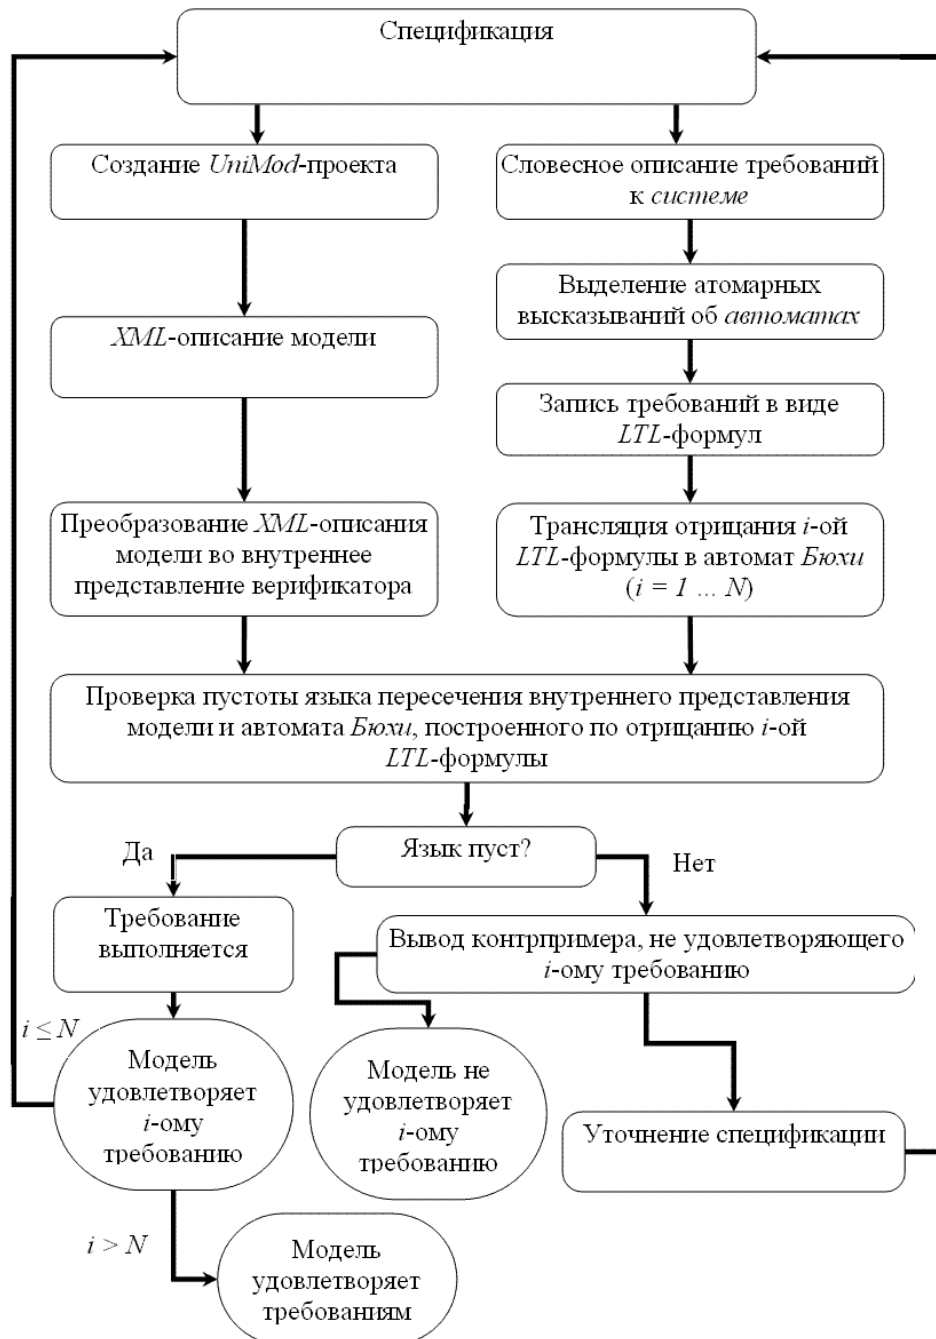 Спецификация
Создание UniMod-проекта
Словесное описание требований
к системе
Выделение атомарных
высказываний об автоматах
XML-описание модели
Запись требований в виде
LTL-формул
Преобразование XML-описания
модели во внутреннее
представление верификатора
Трансляция отрицания i-ой
LTL-формулы в автомат Бюхи
(i = 1 ... N)
Проверка пустоты языка пересечения внутреннего представления
модели и автомата Бюхи, построенного по отрицанию i-ой
LTL-формулы
Язык пуст?
Да
Нет
Требование
выполняется
Вывод контрпримера, не удовлетворяющего
i-ому требованию
i ≤ N
Модель
удовлетворяет
i-ому
требованию
Модель не
удовлетворяет
i-ому
требованию
Уточнение спецификации
i > N
Модель
удовлетворяет
требованиям